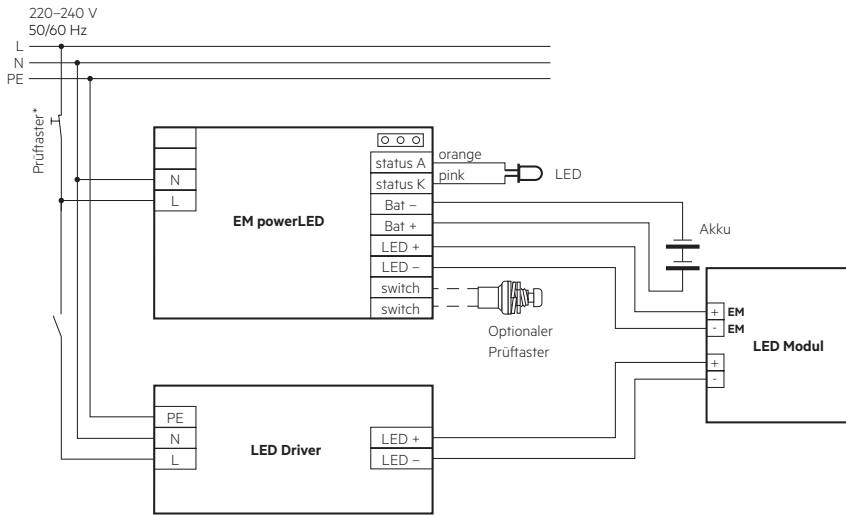 220–240 V
50/60 Hz
L
N
PE
Prüftaster*
N
L
EM powerLED
status A
status K
Bat –
Bat +
LED +
LED –
switch
switch
orange
pink
LED
Akku
Optionaler
Prüftaster
+ EM
- EM
+
-
LED Modul
PE
N
L
LED Driver
LED +
LED –